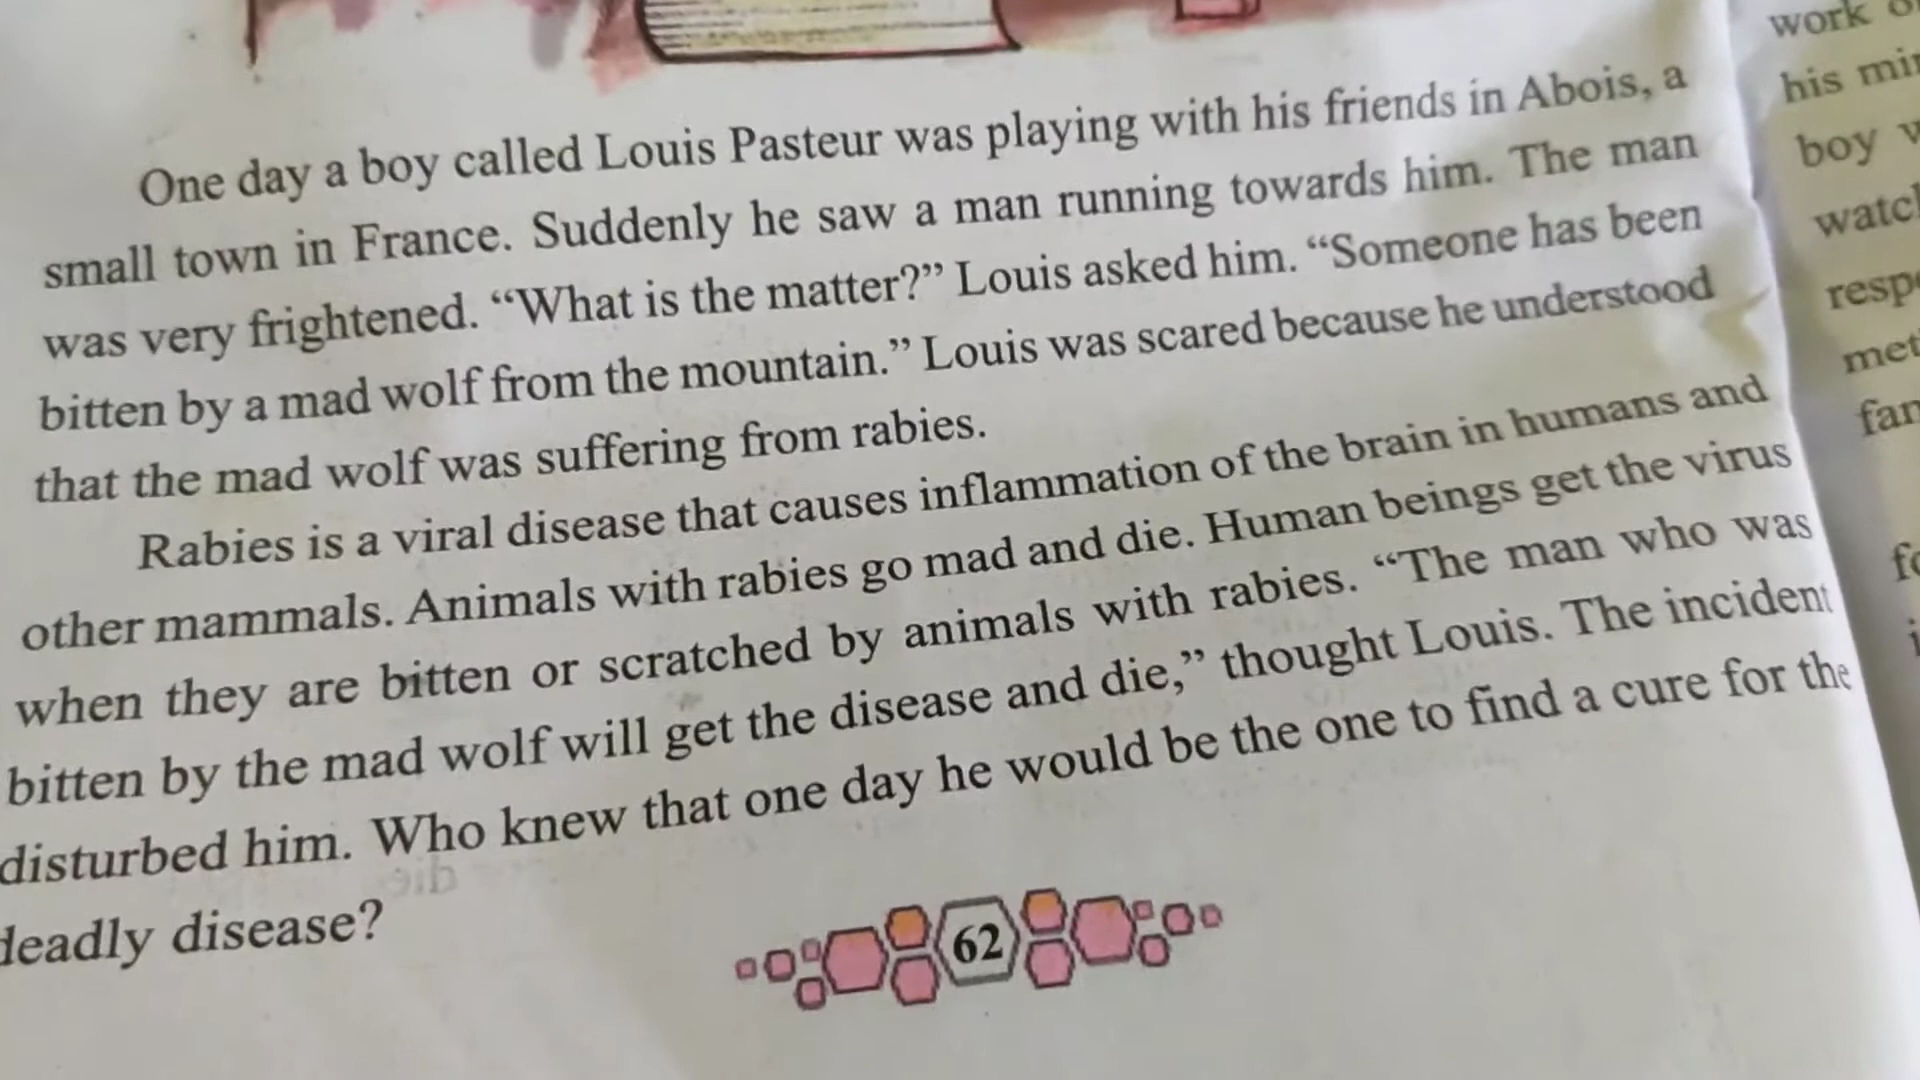 One day a boy called Louis Pasteur was playing with his friends in Abois, a
small town in France. Suddenly he saw a man running towards him. The man
was very frightened. “What is the matter?” Louis asked him. “Someone has been
bitten by a mad wolf from the mountain.” Louis was scared because he understood
that the mad wolf was suffering from rabies.
Rabies is a viral disease that causes inflammation of the brain in humans and
other mammals. Animals with rabies go mad and die. Human beings get the virus
when they are bitten or scratched by animals with rabies. “The man who was
bitten by the mad wolf will get the disease and die,” thought Louis. The incident
disturbed him. Who knew that one day he would be the one to find a cure for the
deadly disease?
62
work
his
boy